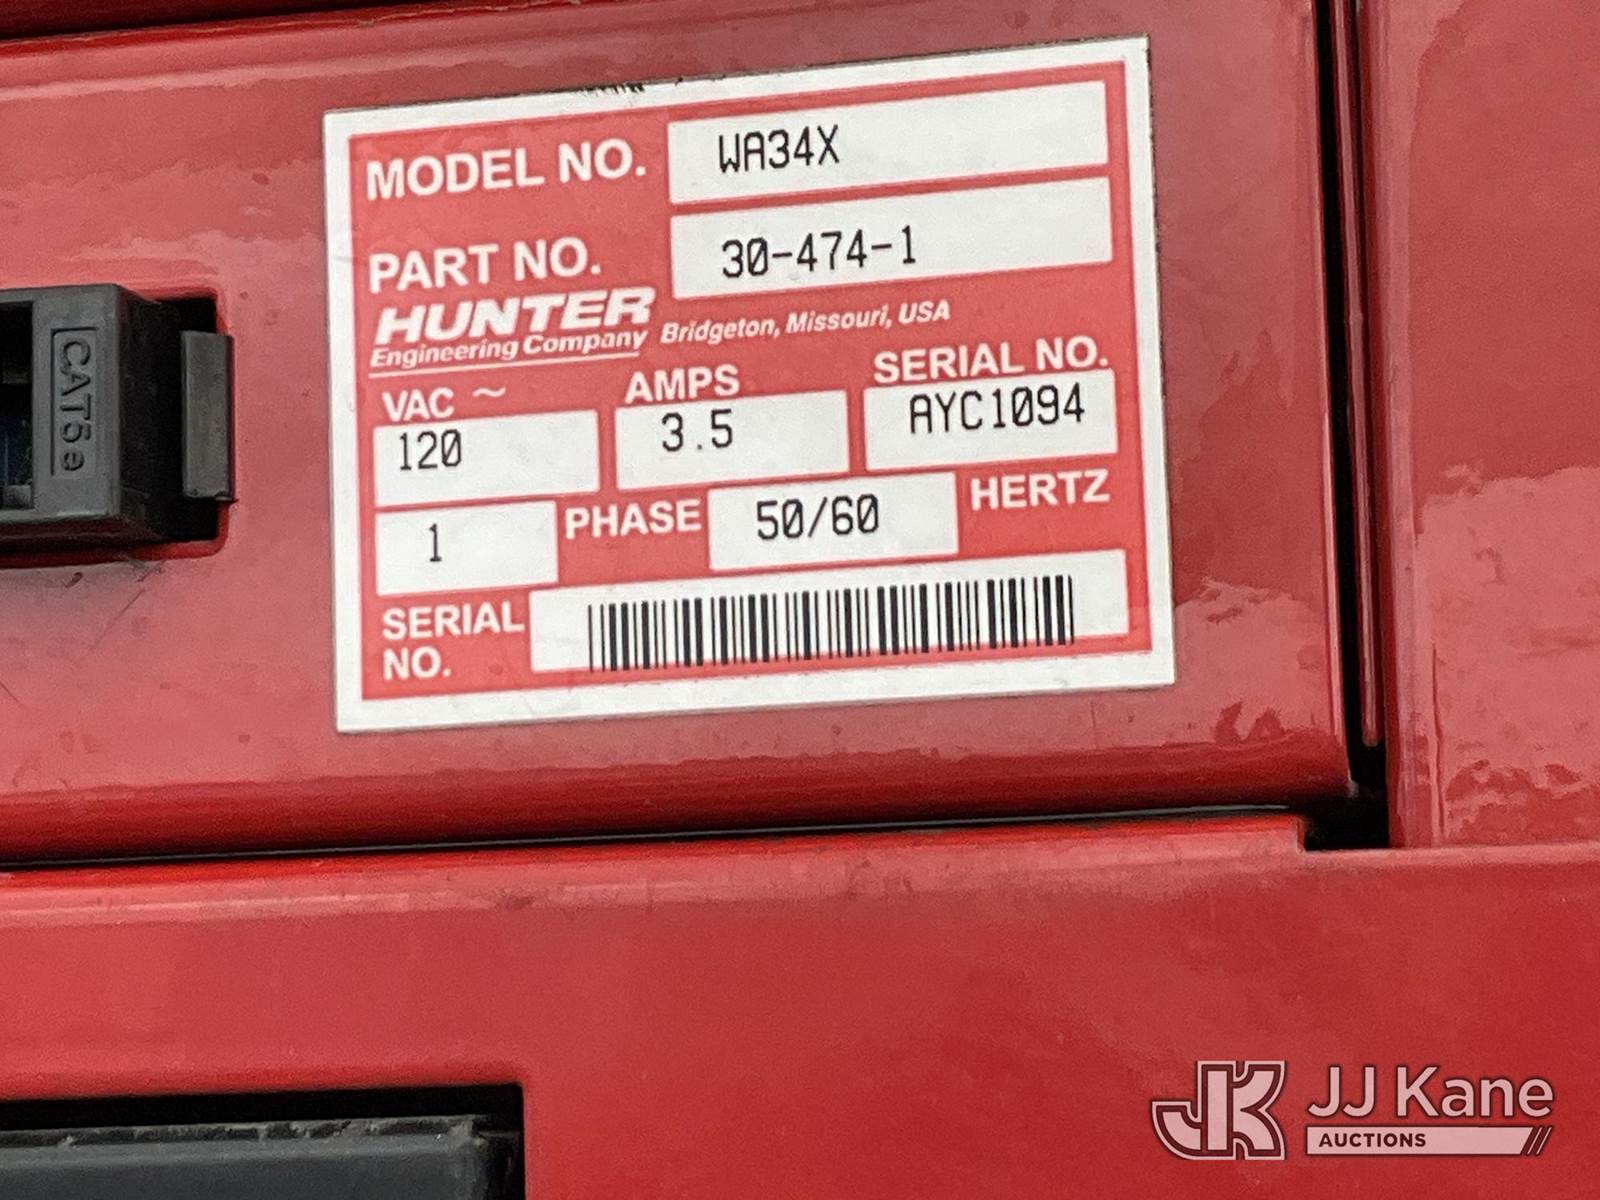 MODEL NO. WA34X
PART NO. 30-474-1
HUNTER
Engineering Company Bridgeton, Missouri, USA
VAC ~ AMPS SERIAL NO.
120 3.5 AYC1094
1 PHASE 50/60 HERTZ
SERIAL NO.
CAT5e
JK JJ Kane
AUCTIONS